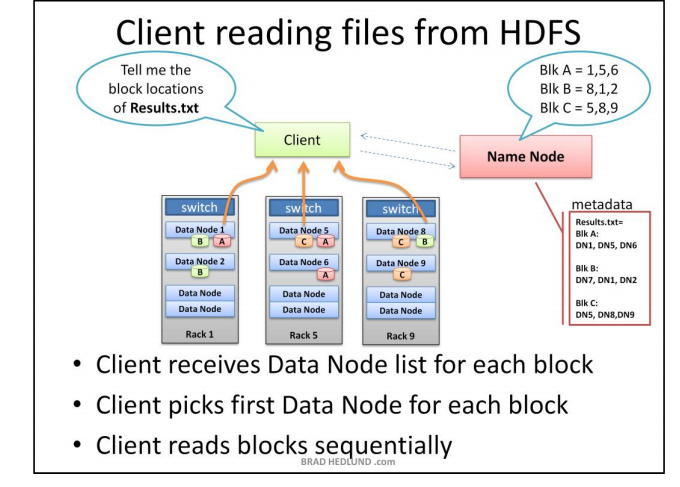 Client reading files from HDFS
Tell me the
block locations
of Results.txt
Blk A = 1,5,6
Blk B = 8,1,2
Blk C = 5,8,9
Client
Name Node
metadata
Results.txt=
Blk A:
DN1, DN5, DN6
Blk B:
DN7, DN1, DN2
Blk C:
DN5, DN8,DN9
switch
Data Node 1
B A
Data Node 2
B
Data Node
Data Node
Rack 1
switch
Data Node 5
C A
Data Node 6
A
Data Node
Data Node
Rack 5
switch
Data Node 8
C B
Data Node 9
C
Data Node
Data Node
Rack 9
• Client receives Data Node list for each block
• Client picks first Data Node for each block
• Client reads blocks sequentially
BRAD HEDLUND .com